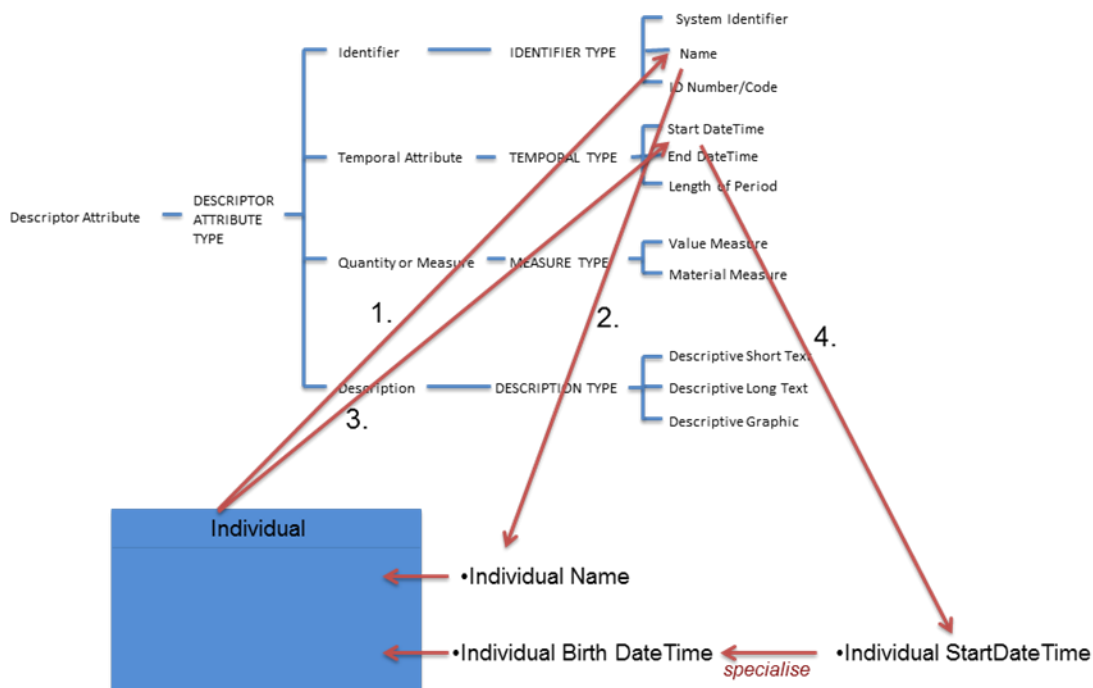 System Identifier
Identifier
IDENTIFIER TYPE
Name
ID Number/Code
Start DateTime
Temporal Attribute
TEMPORAL TYPE
End DateTime
Length of Period
Descriptor Attribute
DESCRIPTOR
ATTRIBUTE
TYPE
Value Measure
Quantity or Measure
MEASURE TYPE
Material Measure
1.
2.
4.
Descriptive Short Text
Description
DESCRIPTION TYPE
Descriptive Long Text
3.
Descriptive Graphic
Individual
•Individual Name
•Individual Birth DateTime
specialise
•Individual StartDateTime